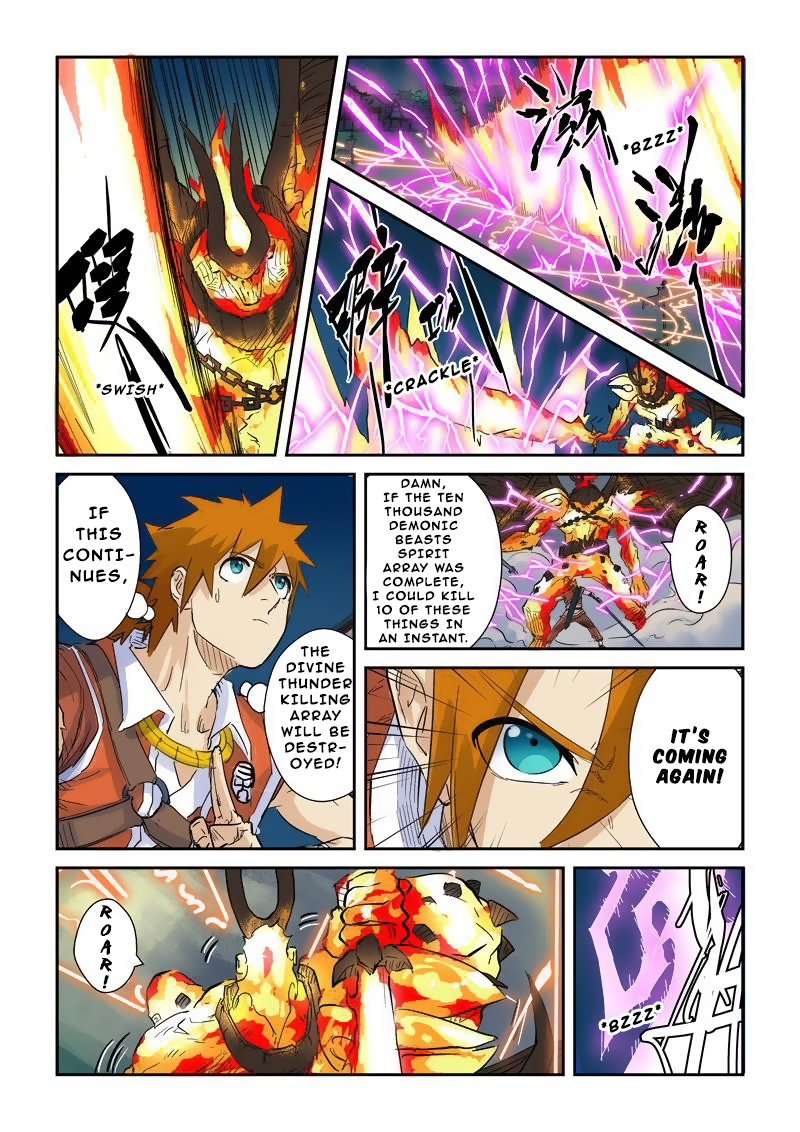 *SWISH*
*BZZZ*
*CRACKLE*
IF
THIS
CONTI-
NUES,
THE
DIVINE
THUNDER
KILLING
ARRAY
WILL BE
DESTR-
OYED!
DAMN,
IF THE TEN
THOUSAND
DEMONIC
BEASTS
SPIRIT
ARRAY WAS
COMPLETE,
I COULD KILL
10 OF THESE
THINGS IN
AN INSTANT.
ROAR!
IT'S
COMING
AGAIN!
ROAR!
*BZZZ*